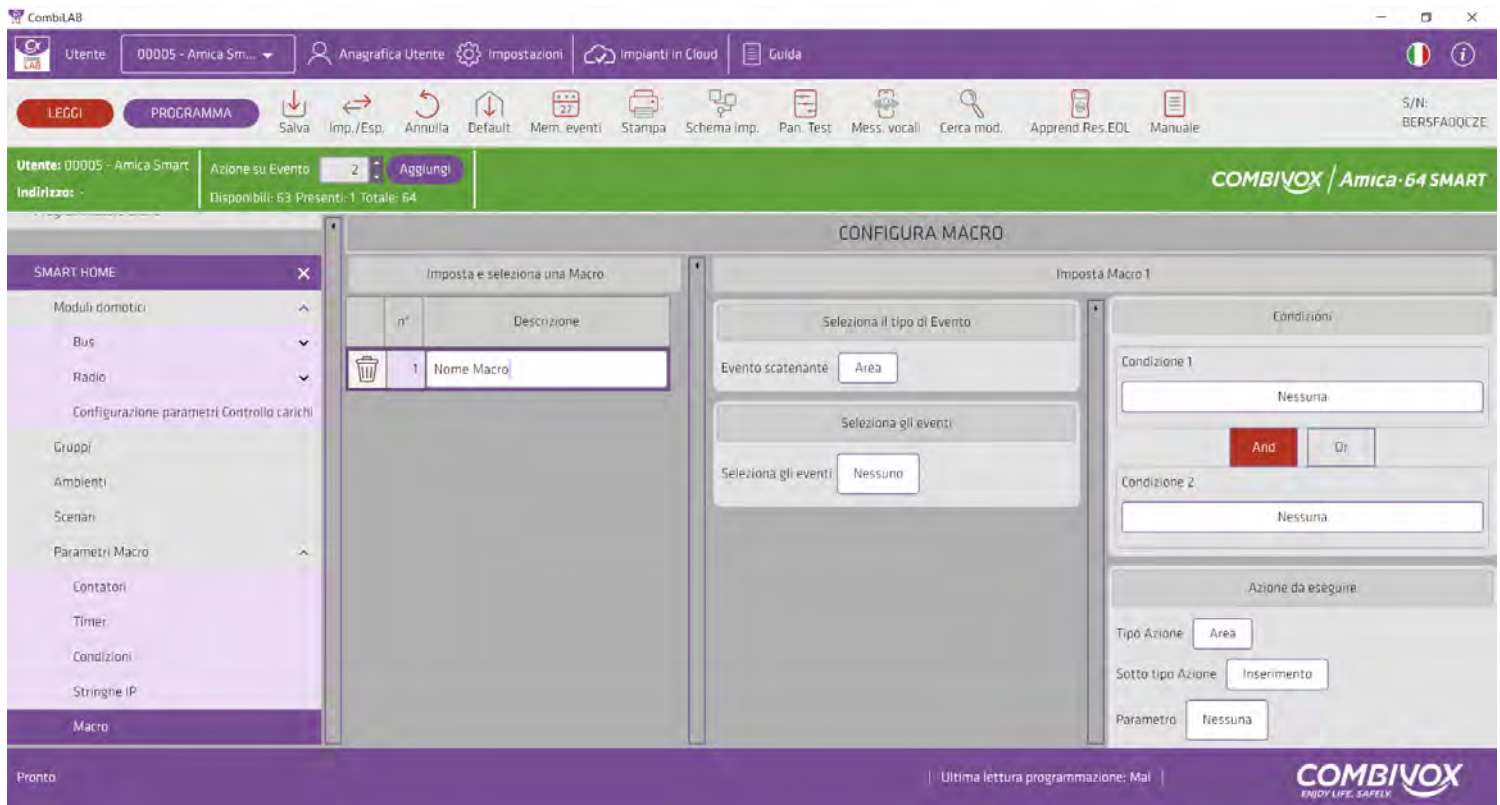 CombiLAB
Utente
00005 - Amica Sm...
Anagrafica Utente
Impostazioni
Impianti in Cloud
Guida
LEGGI
PROGRAMMA
Salva
Imp./Esp.
Annulla
Default
27
Mem. eventi
Stampa
Schema imp.
Pan. Test
Mess. vocali
Cerca mod.
Apprend.Res.EOL
Manuale
S/N:
BER5FA0QCZE
Utente: 00005 - Amica Smart
Indirizzo: -
Azione su Evento 2 Aggiungi
Disponibili: 63 Presenti: 1 Totale: 64
COMBIVOX / Amica·64 SMART
CONFIGURA MACRO
SMART HOME
Moduli domotici
Bus
Radio
Configurazione parametri Controllo carichi
Gruppi
Ambienti
Scenari
Parametri Macro
Contatori
Timer
Condizioni
Stringhe IP
Macro
Imposta e seleziona una Macro
n° Descrizione
1 Nome Macro
Imposta Macro 1
Seleziona il tipo di Evento
Evento scatenante Area
Seleziona gli eventi
Seleziona gli eventi Nessuno
Condizioni
Condizione 1
Nessuna
And Or
Condizione 2
Nessuna
Azione da eseguire
Tipo Azione Area
Sotto tipo Azione Inserimento
Parametro Nessuna
Pronto
Ultima lettura programmazione: Mai
COMBIVOX
ENJOY LIFE. SAFELY.